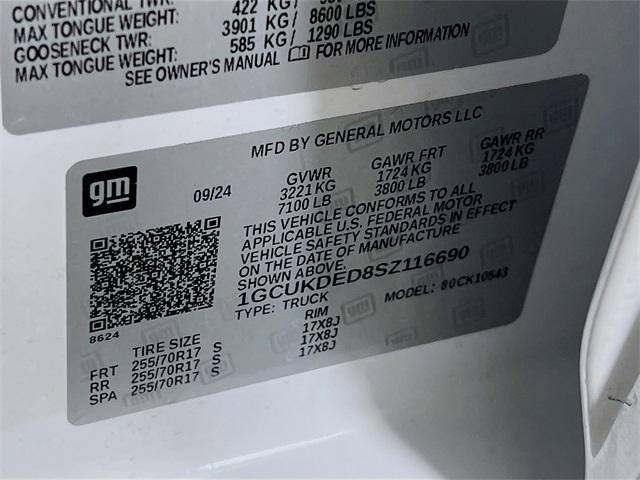 CONVENTIONAL TWR: 422 KG/
MAX TONGUE WEIGHT: 3901 KG/ 8600 LBS
GOOSENECK TWR: 585 KG/ 1290 LBS
MAX TONGUE WEIGHT:
SEE OWNER'S MANUAL FOR MORE INFORMATION
MFD BY GENERAL MOTORS LLC
gm
09/24
GVWR GAWR FRT GAWR RR
3221 KG 1724 KG 1724 KG
7100 LB 3800 LB 3800 LB
THIS VEHICLE CONFORMS TO ALL
APPLICABLE U.S. FEDERAL MOTOR
VEHICLE SAFETY STANDARDS IN EFFECT
ON THE DATE OF MANUFACTURE
SHOWN ABOVE.
1GCUKDED8SZ116690
TYPE: TRUCK MODEL: 80CK10543
8624
TIRE SIZE RIM
FRT 255/70R17 S 17X8J
RR 255/70R17 S 17X8J
SPA 255/70R17 S 17X8J